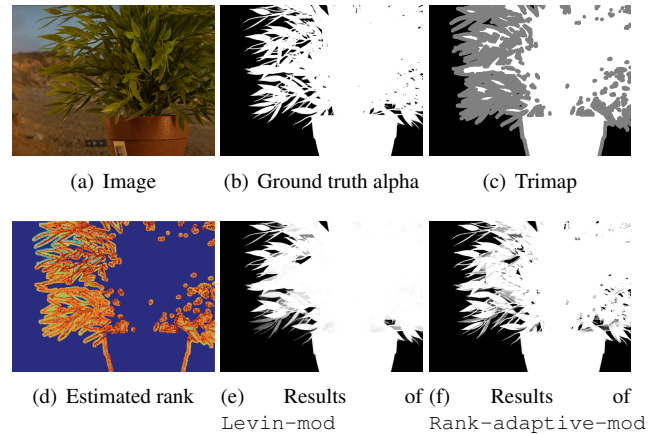 (a) Image
(b) Ground truth alpha
(c) Trimap
(d) Estimated rank
(e) Results of
Levin-mod
(f) Results of
Rank-adaptive-mod